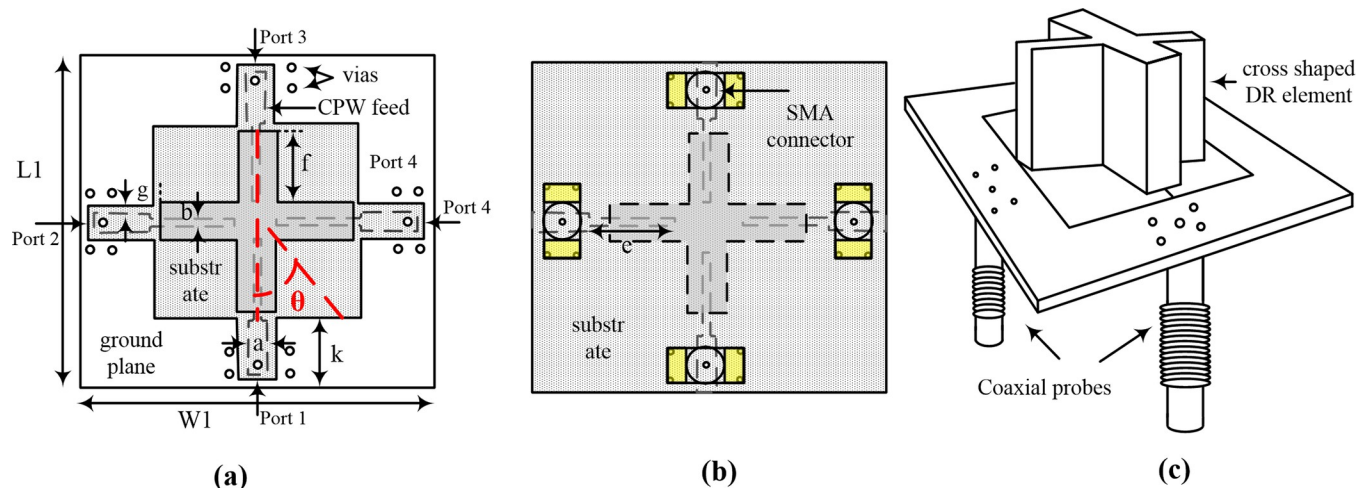 Port 3
vias
CPW feed
L1
f
Port 4
g
b
Port 4
Port 2
substr
ate
θ
ground
plane
a
k
W1
Port 1
(a)
SMA
connector
e
substr
ate
(b)
cross shaped
DR element
Coaxial probes
(c)